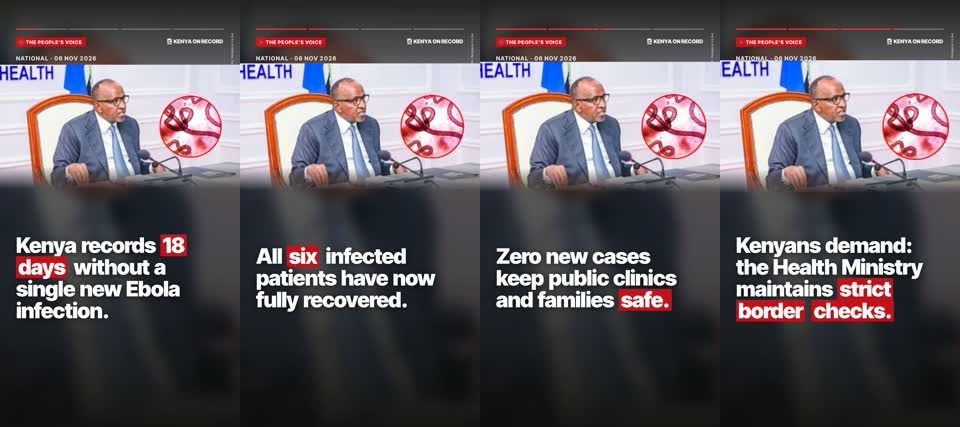 THE PEOPLE'S VOICE
KENYA ON RECORD
NATIONAL · 06 NOV 2026
HEALTH
Kenya records 18
days without a
single new Ebola
infection.
THE PEOPLE'S VOICE
KENYA ON RECORD
NATIONAL · 06 NOV 2026
HEALTH
All six infected
patients have now
fully recovered.
THE PEOPLE'S VOICE
KENYA ON RECORD
NATIONAL · 06 NOV 2026
HEALTH
Zero new cases
keep public clinics
and families safe.
THE PEOPLE'S VOICE
KENYA ON RECORD
NATIONAL · 06 NOV 2026
EALTH
Kenyans demand:
the Health Ministry
maintains strict
border checks.